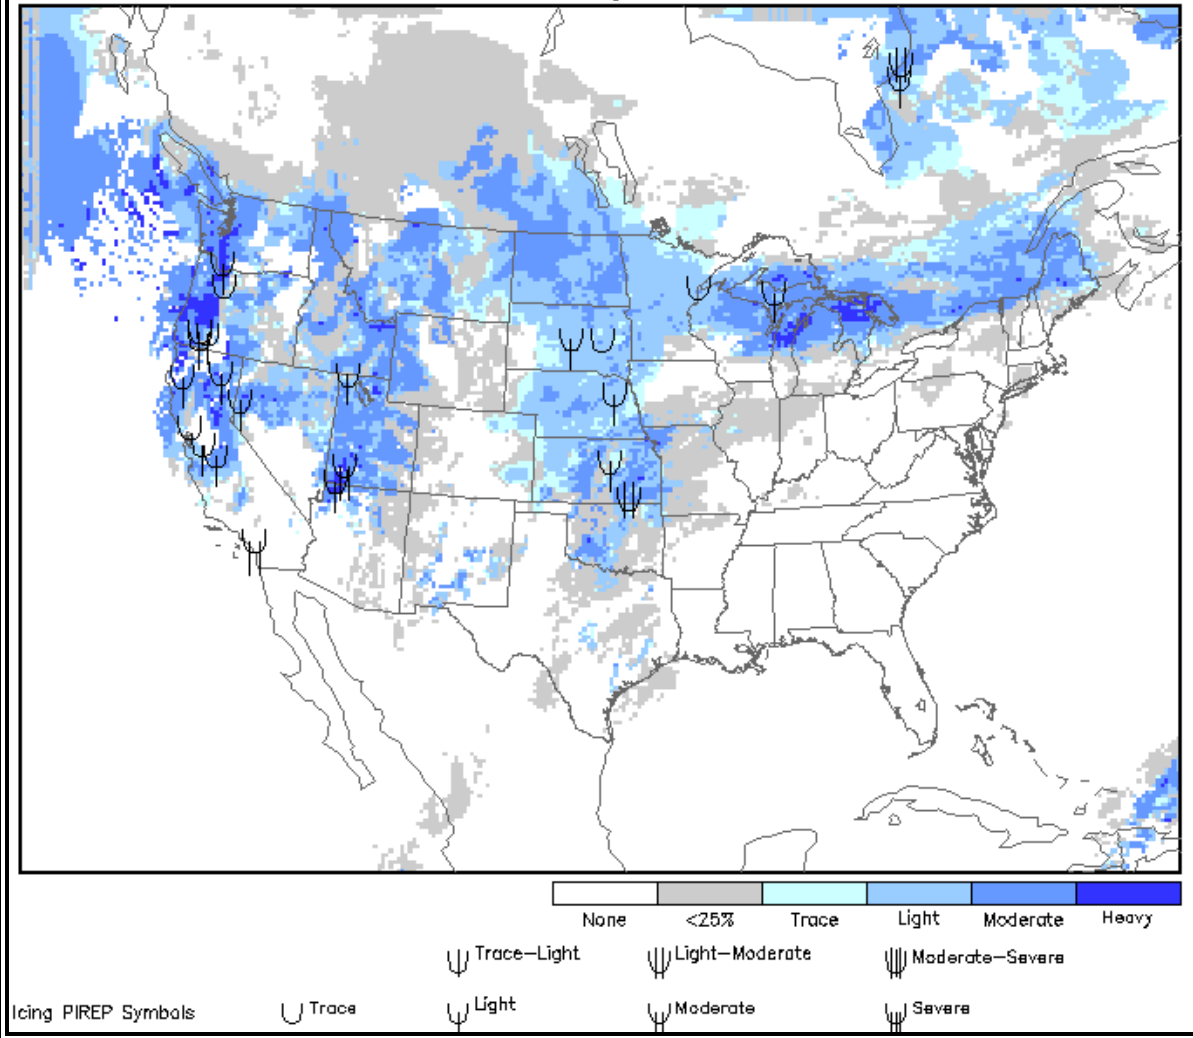 None <25% Trace Light Moderate Heavy
Trace-Light Light-Moderate Moderate-Severe
Icing PIREP Symbols Trace Light Moderate Severe